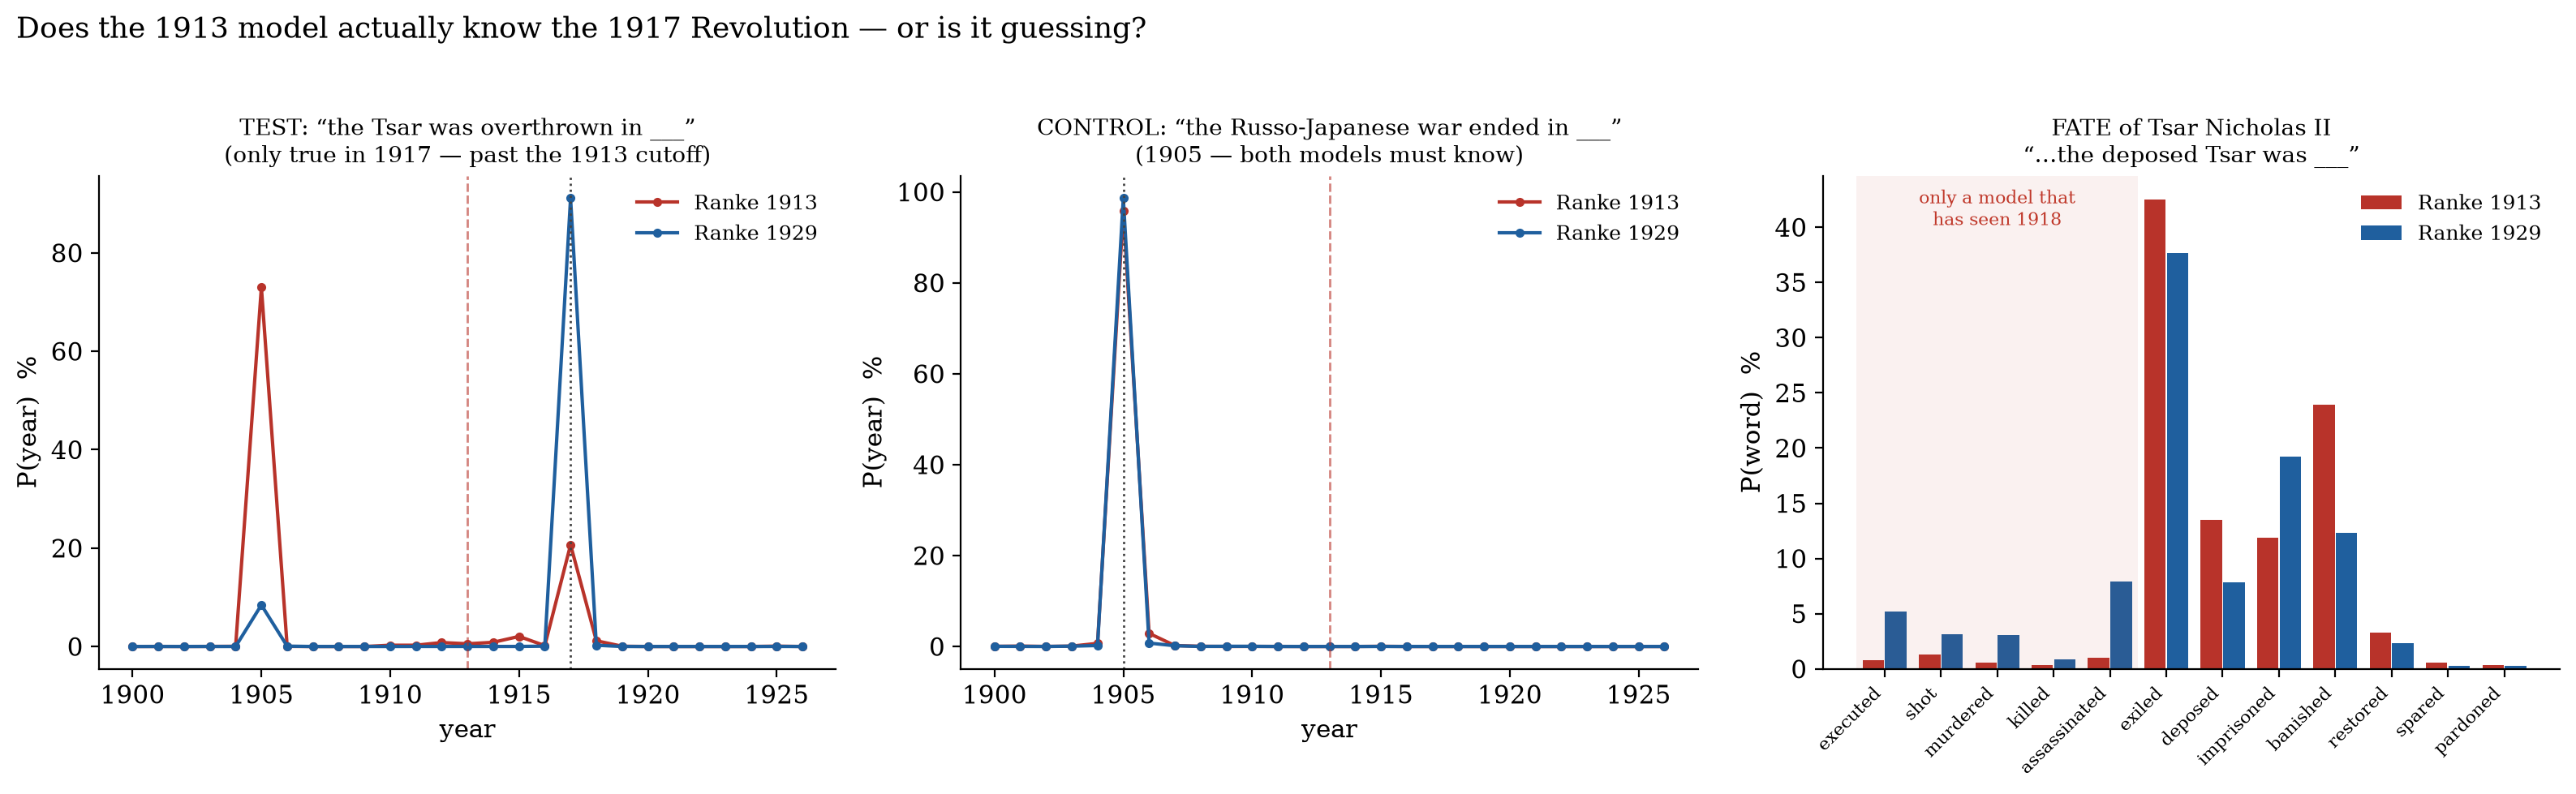 Does the 1913 model actually know the 1917 Revolution — or is it guessing?
TEST: “the Tsar was overthrown in ___”
(only true in 1917 — past the 1913 cutoff)
Ranke 1913
Ranke 1929
P(year) %
0
20
40
60
80
1900
1905
1910
1915
1920
1925
year
CONTROL: “the Russo-Japanese war ended in ___”
(1905 — both models must know)
Ranke 1913
Ranke 1929
P(year) %
0
20
40
60
80
100
1900
1905
1910
1915
1920
1925
year
FATE of Tsar Nicholas II
“…the deposed Tsar was ___”
only a model that
has seen 1918
Ranke 1913
Ranke 1929
P(word) %
0
5
10
15
20
25
30
35
40
executed
shot
murdered
killed
assassinated
exiled
deposed
imprisoned
banished
restored
spared
pardoned